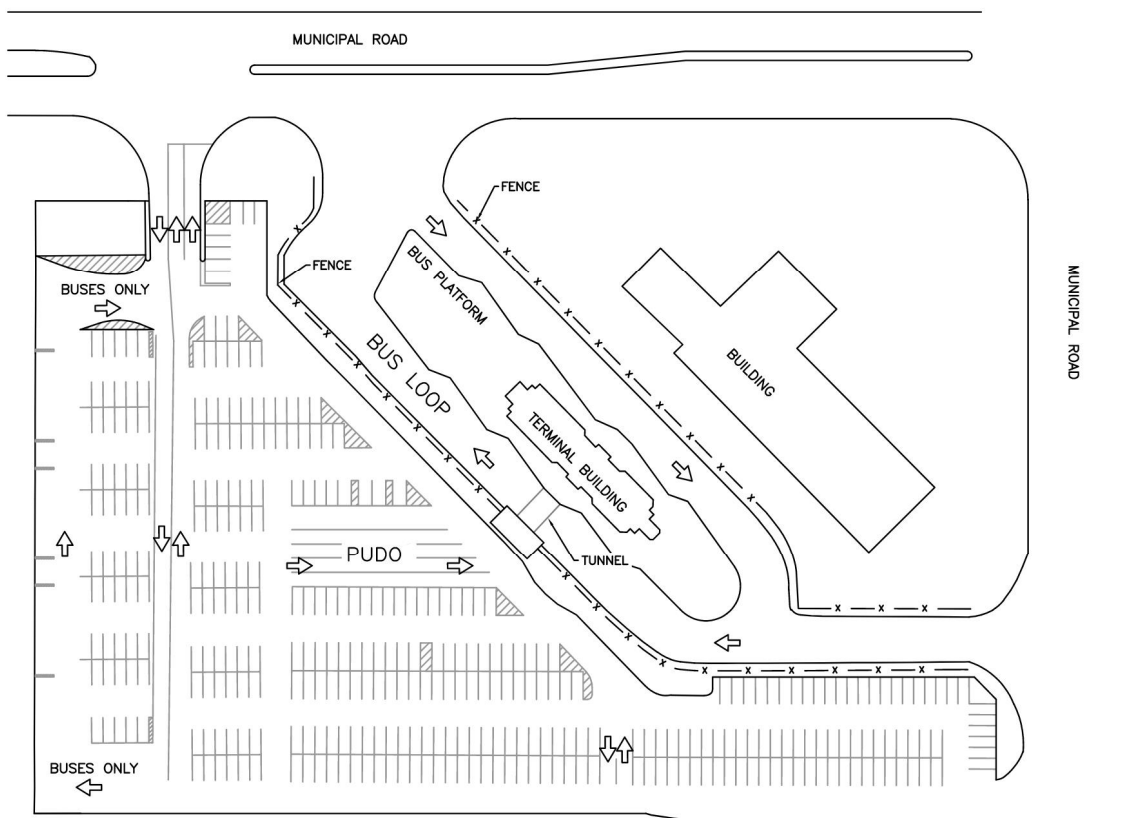 MUNICIPAL ROAD
FENCE
FENCE
BUS PLATFORM
MUNICIPAL ROAD
BUSES ONLY
BUS LOOP
BUILDING
TERMINAL BUILDING
PUDO
TUNNEL
BUSES ONLY